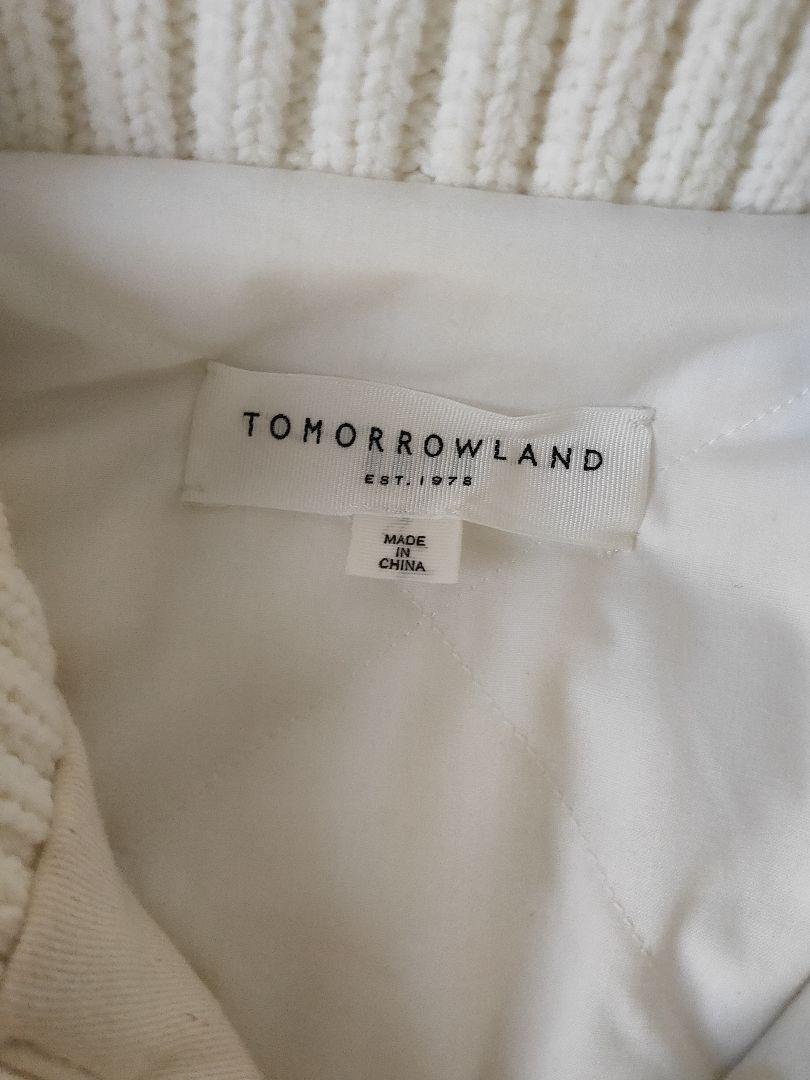 TOMORROWLAND
EST. 1978
MADE
IN
CHINA